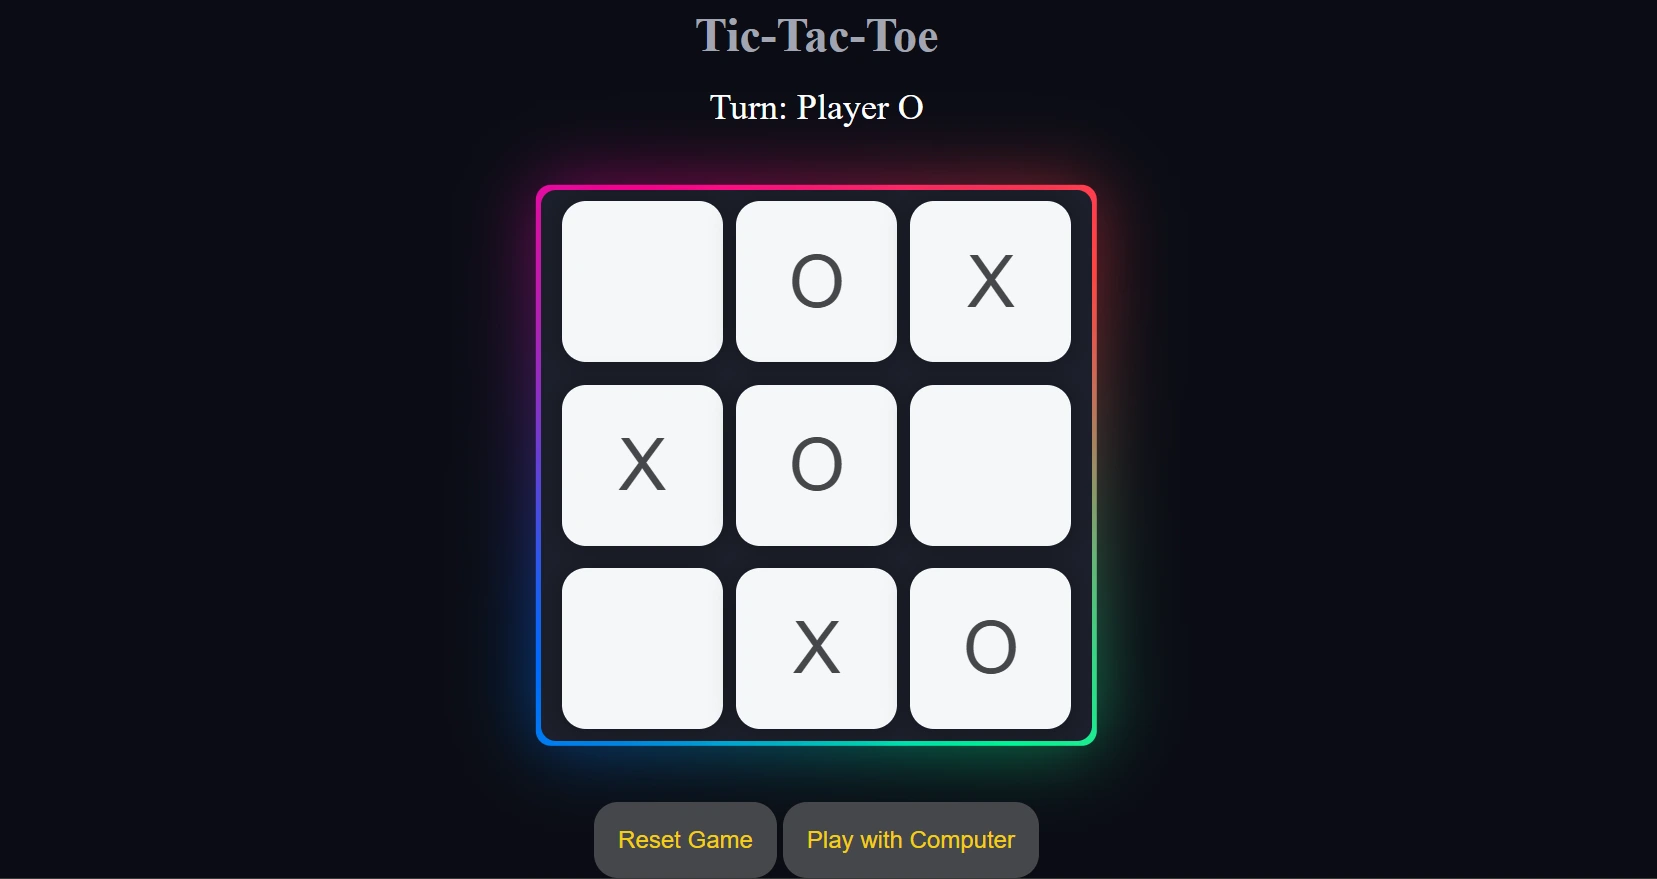 Tic-Tac-Toe
Turn: Player O
O X
X O
X O
Reset Game Play with Computer